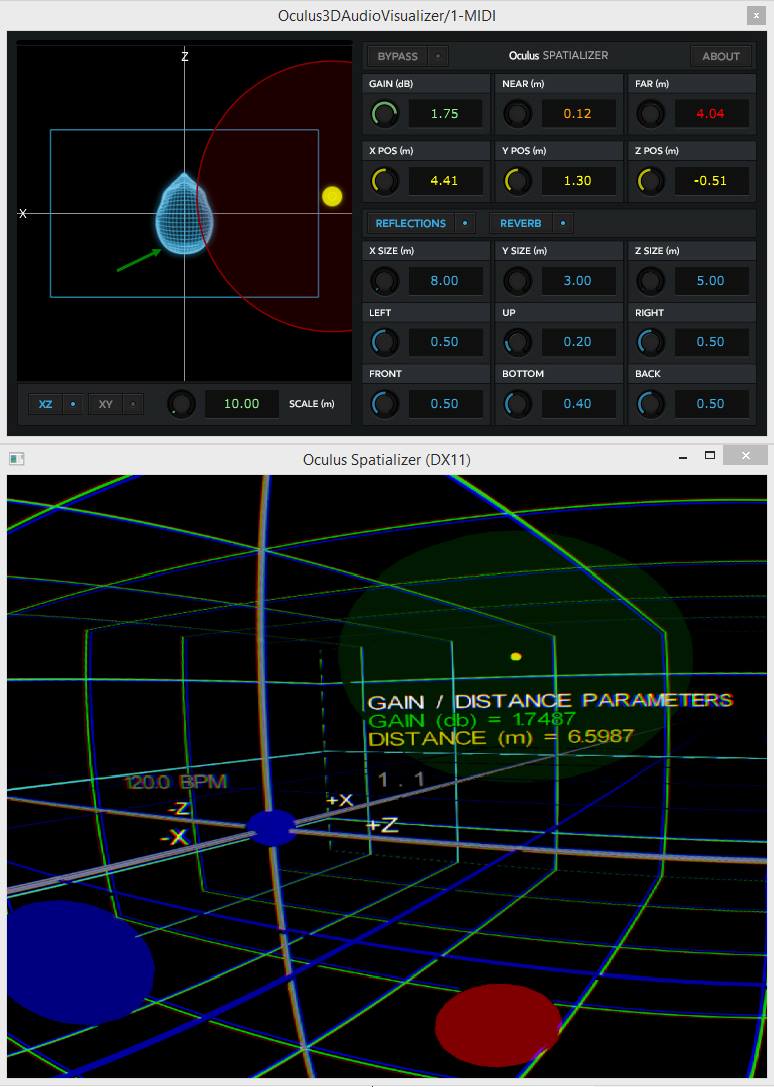 Oculus3DAudioVisualizer/1-MIDI
x
Z
X
BYPASS
Oculus SPATIALIZER
ABOUT
GAIN (dB) NEAR (m) FAR (m)
1.75 0.12 4.04
X POS (m) Y POS (m) Z POS (m)
4.41 1.30 -0.51
REFLECTIONS REVERB
X SIZE (m) Y SIZE (m) Z SIZE (m)
8.00 3.00 5.00
LEFT UP RIGHT
0.50 0.20 0.50
FRONT BOTTOM BACK
0.50 0.40 0.50
XZ XY 10.00 SCALE (m)
Oculus Spatializer (DX11)
GAIN / DISTANCE PARAMETERS
GAIN (db) = 1.7487
DISTANCE (m) = 6.5987
120.0 BPM
1 . 1
-Z
+X
-X
+Z